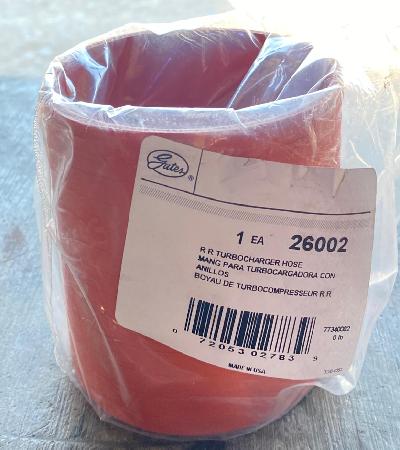 Gates ®
1 EA 26002
R R TURBOCHARGER HOSE
MANG PARA TURBOCARGADORA CON
ANILLOS
BOYAU DE TURBOCOMPRESSEUR R R
77340002
0 In
0 72053 02783 9
MADE IN USA